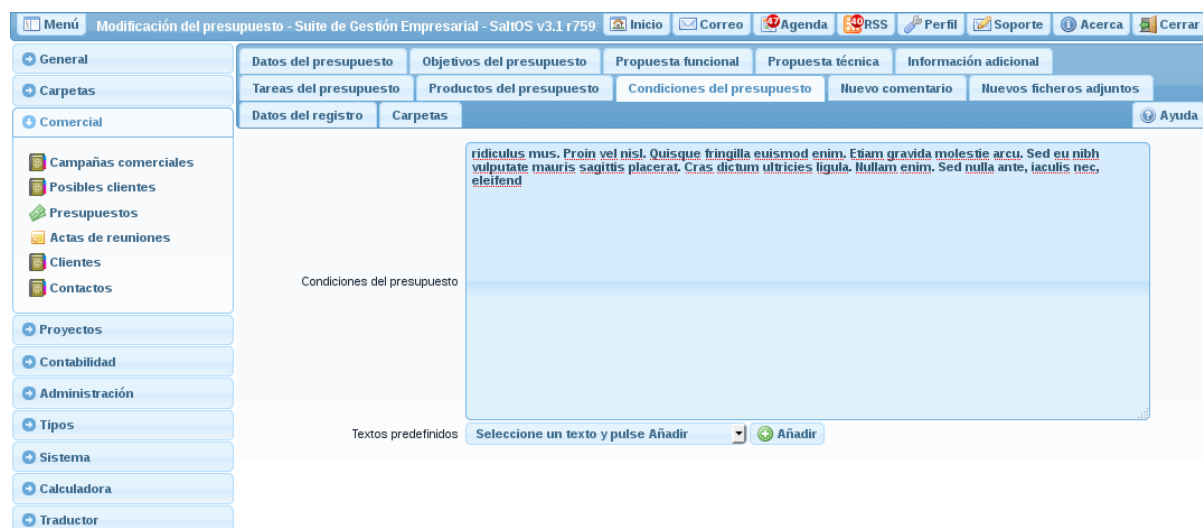 Menú Modificación del presupuesto - Suite de Gestión Empresarial - SaltOS v3.1 r759 Inicio Correo 47 Agenda 40 RSS Perfil Soporte Acerca Cerrar
General
Carpetas
Comercial
Campañas comerciales
Posibles clientes
Presupuestos
Actas de reuniones
Clientes
Contactos
Proyectos
Contabilidad
Administración
Tipos
Sistema
Calculadora
Traductor
Datos del presupuesto Objetivos del presupuesto Propuesta funcional Propuesta técnica Información adicional
Tareas del presupuesto Productos del presupuesto Condiciones del presupuesto Nuevo comentario Nuevos ficheros adjuntos
Datos del registro Carpetas Ayuda
Condiciones del presupuesto
ridiculus mus. Proin vel nisl. Quisque fringilla euismod enim. Etiam gravida molestie arcu. Sed eu nibh
vulputate mauris sagittis placerat. Cras dictum ultricies ligula. Nullam enim. Sed nulla ante, iaculis nec,
eleifend
Textos predefinidos Seleccione un texto y pulse Añadir Añadir